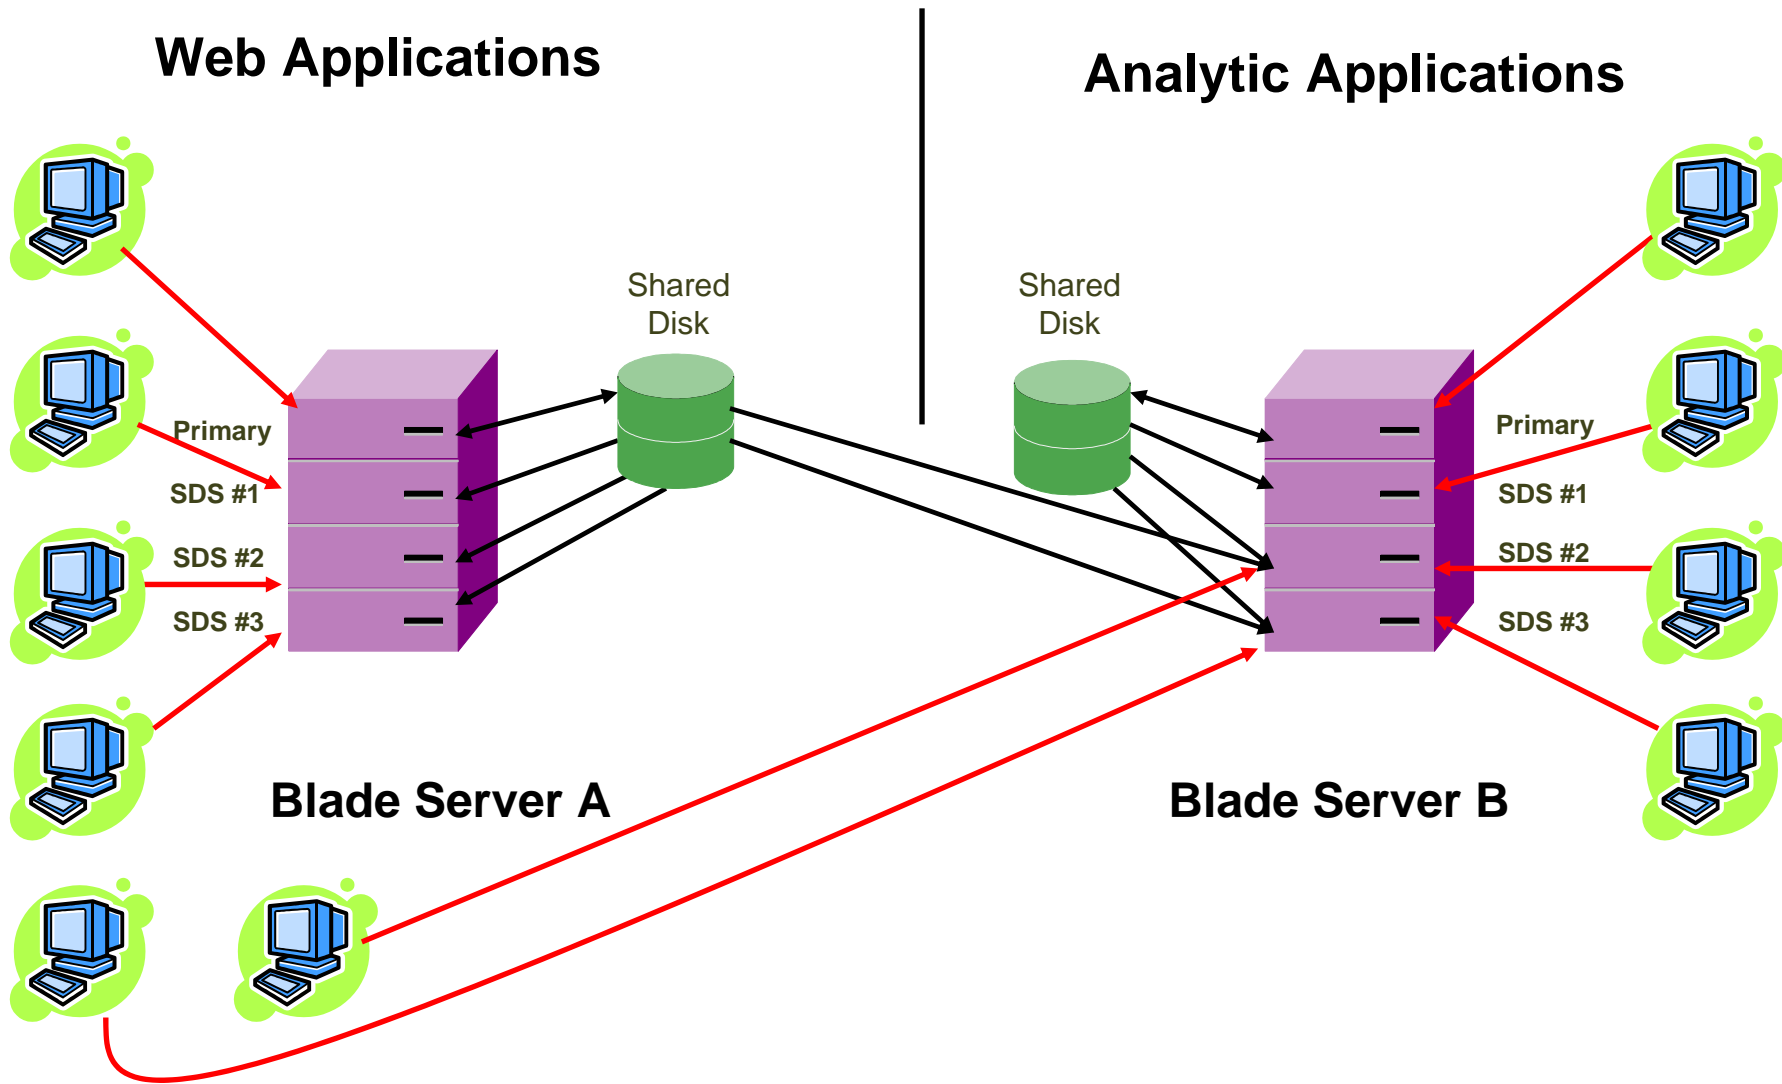 Web Applications
Analytic Applications
Shared
Disk
Shared
Disk
Primary
SDS #1
SDS #2
SDS #3
Primary
SDS #1
SDS #2
SDS #3
Blade Server A
Blade Server B